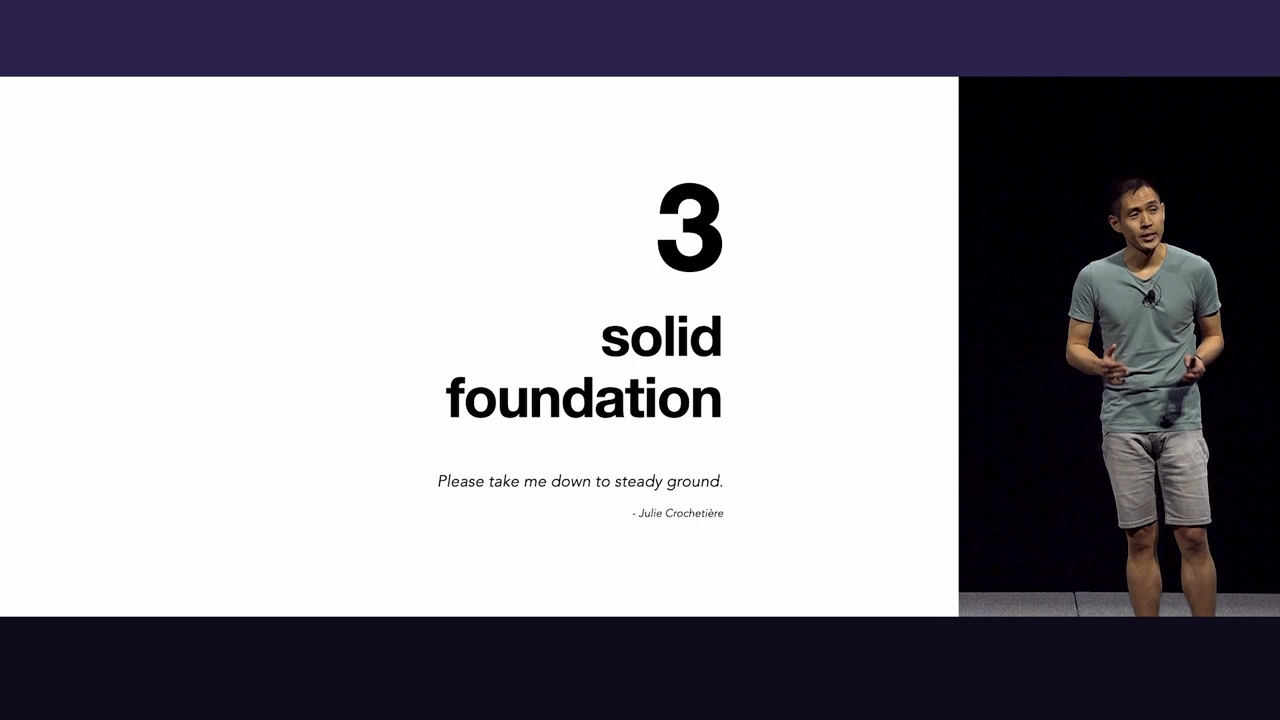 3
solid
foundation
Please take me down to steady ground.
- Julie Crochetière